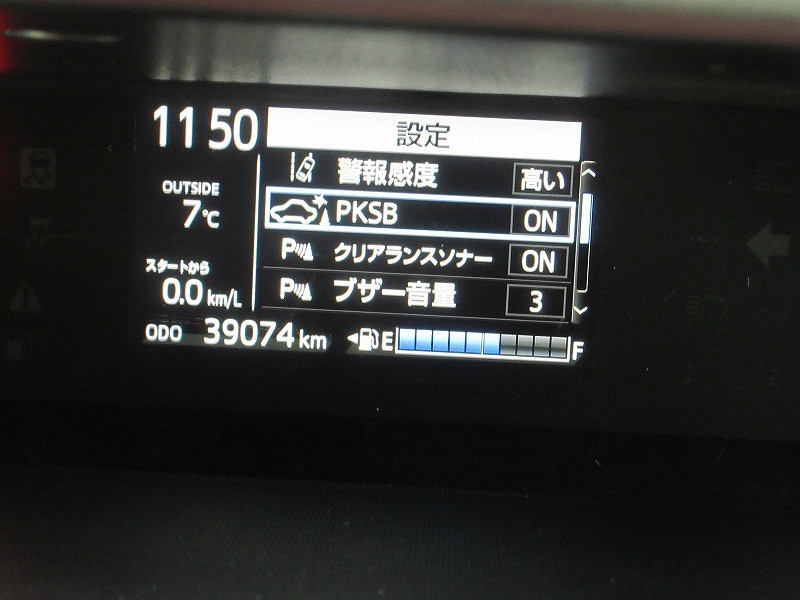 11 50
設定
警報感度 高い
OUTSIDE
7℃
PKSB ON
クリアランスソナー ON
スタートから
0.0 km/L
ブザー音量 3
ODO 39074 km
E F